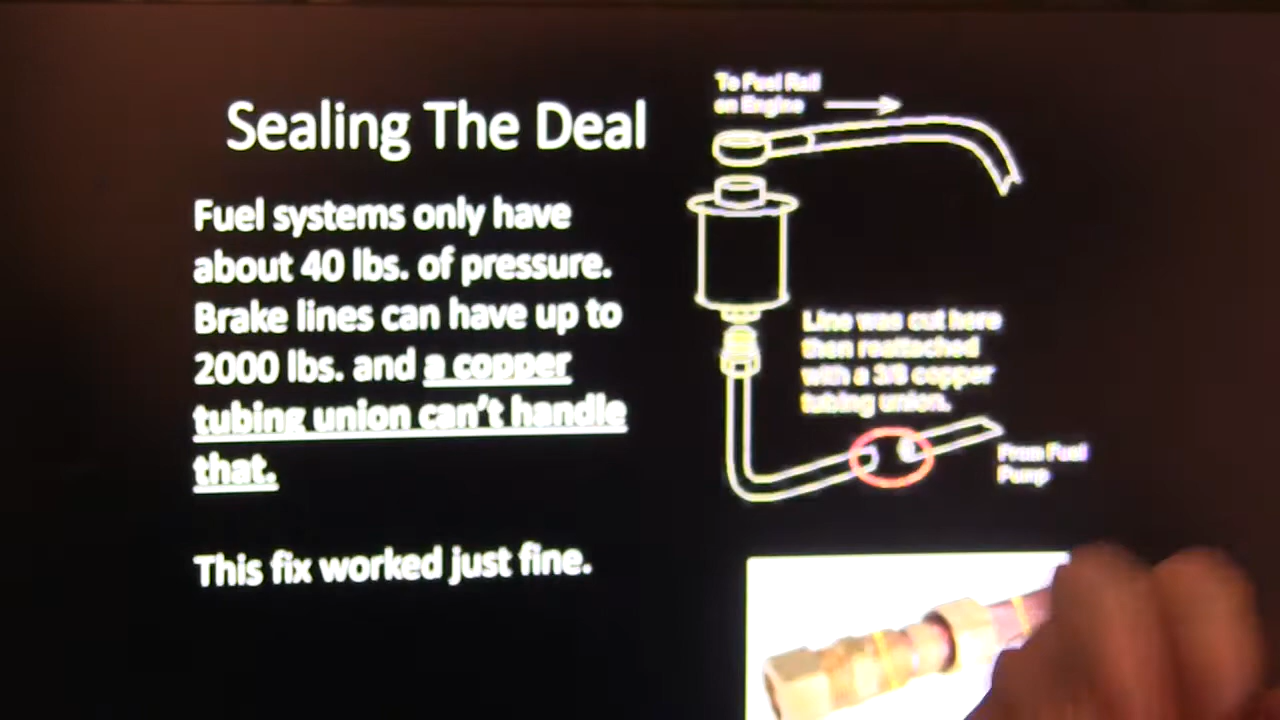 Sealing The Deal
Fuel systems only have
about 40 lbs. of pressure.
Brake lines can have up to
2000 lbs. and a copper
tubing union can't handle
that.
This fix worked just fine.
To Fuel Rail
on Engine
Line was cut here
then reattached
with a 3/8 copper
tubing union.
From Fuel
Pump